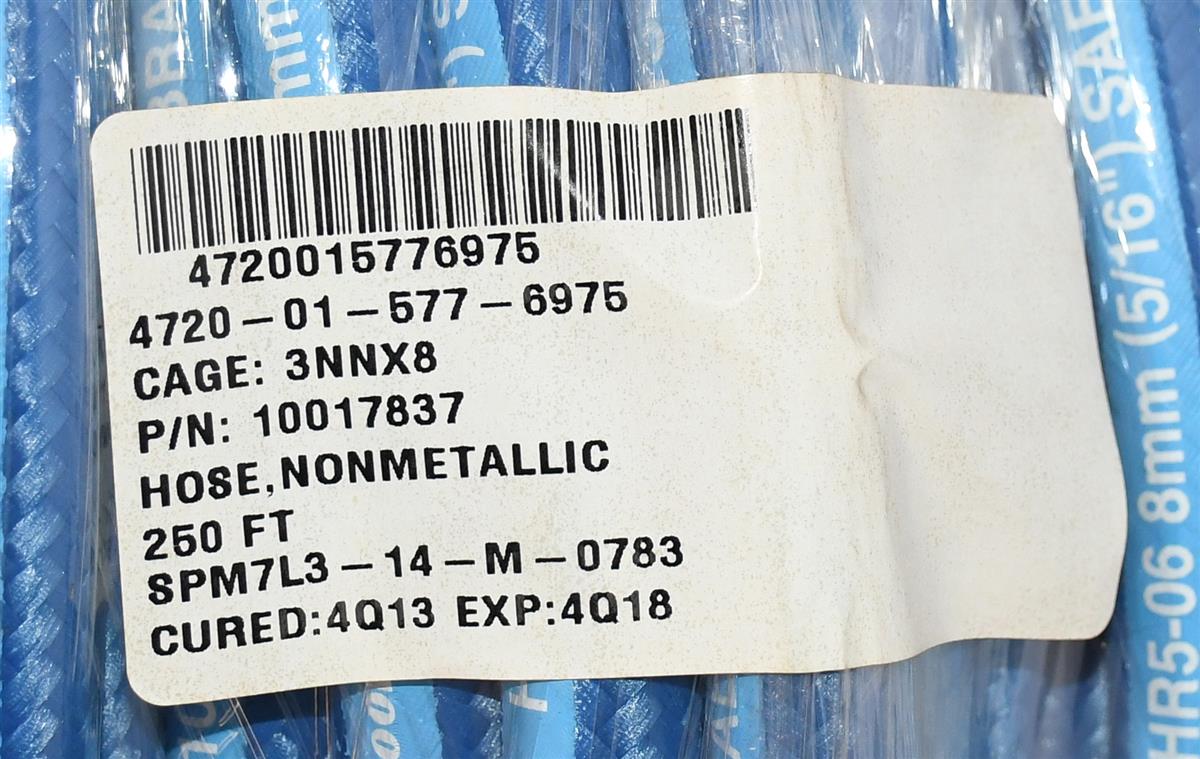 4720015776975
4720-01-577-6975
CAGE: 3NNX8
P/N: 10017837
HOSE,NONMETALLIC
250 FT
SPM7L3-14-M-0783
CURED:4Q13 EXP:4Q18
HR5-06 8mm (5/16") SAE